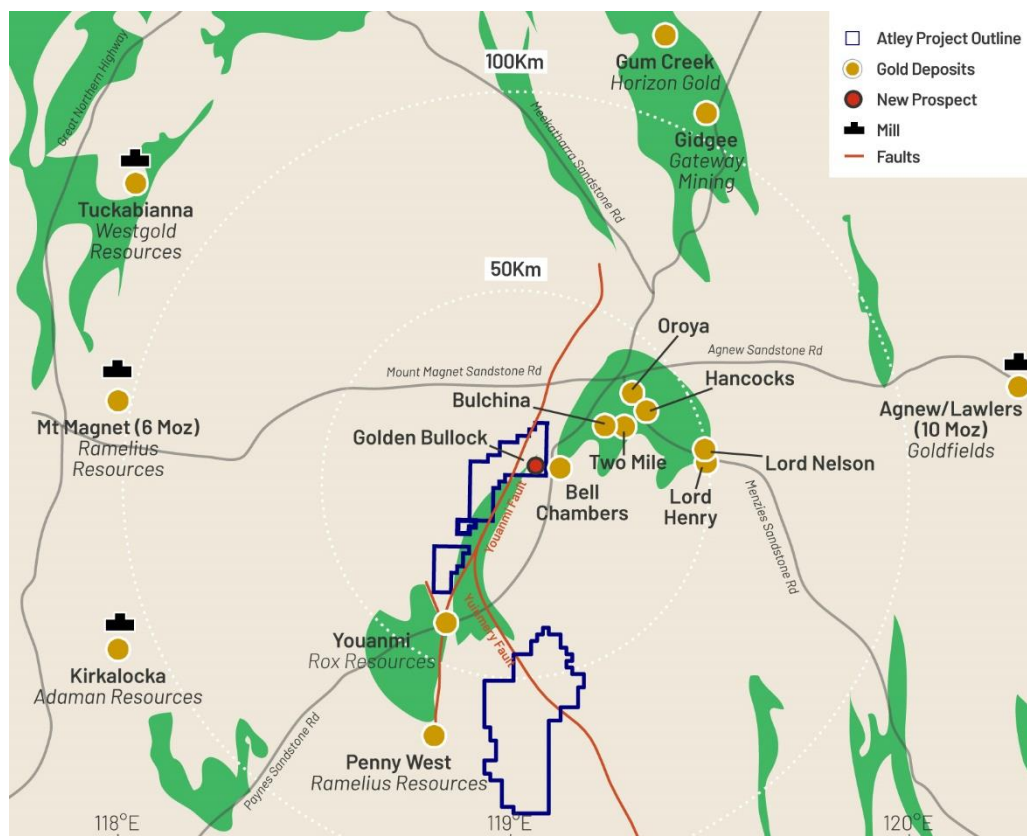 100Km
Gum Creek
Horizon Gold
Atley Project Outline
Gold Deposits
New Prospect
Mill
Faults
Great Northern Highway
Meekatharra Sandstone Rd
Gidgee
Gateway
Mining
Tuckabianna
Westgold
Resources
50Km
Oroya
Agnew Sandstone Rd
Mount Magnet Sandstone Rd
Hancocks
Bulchina
Mt Magnet (6 Moz)
Ramelius
Resources
Golden Bullock
Two Mile
Agnew/Lawlers
(10 Moz)
Goldfields
Lord Nelson
Bell
Chambers
Lord
Henry
Menzies Sandstone Rd
Youanmi Fault
Yuinmery Fault
Youanmi
Rox Resources
Kirkalocka
Adaman Resources
Paynes Sandstone Rd
Penny West
Ramelius Resources
118°E
119°E
120°E